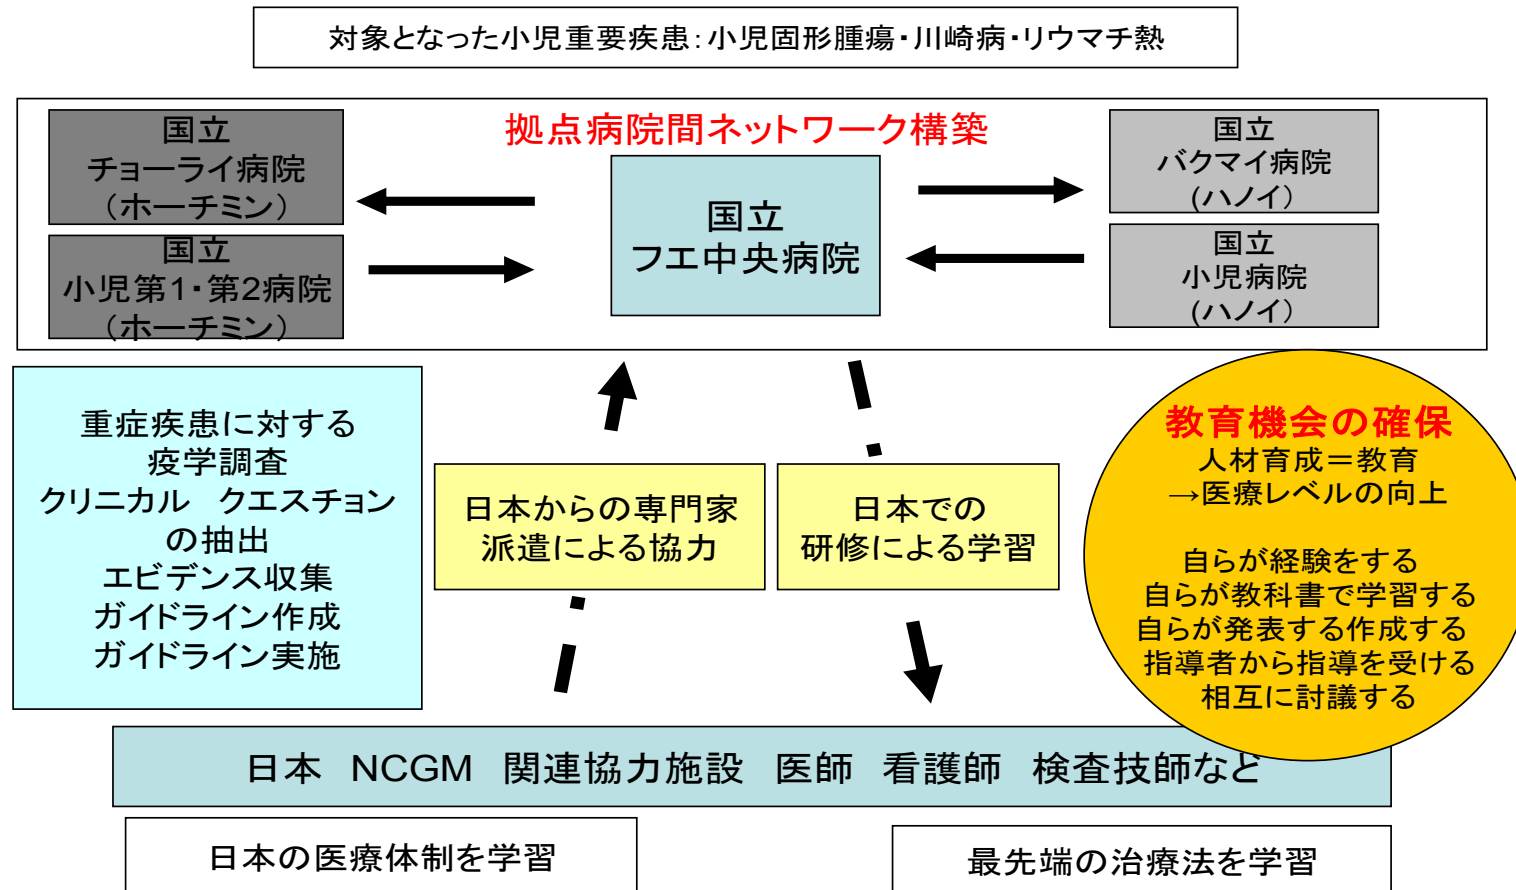 対象となった小児重要疾患：小児固形腫瘍・川崎病・リウマチ熱
拠点病院間ネットワーク構築
国立
チョーライ病院
（ホーチミン）
国立
小児第1・第2病院
（ホーチミン）
国立
フエ中央病院
国立
バクマイ病院
(ハノイ）
国立
小児病院
(ハノイ）
重症疾患に対する
疫学調査
クリニカル　クエスチョン
の抽出
エビデンス収集
ガイドライン作成
ガイドライン実施
日本からの専門家
派遣による協力
日本での
研修による学習
教育機会の確保
人材育成＝教育
→医療レベルの向上
自らが経験をする
自らが教科書で学習する
自らが発表する作成する
指導者から指導を受ける
相互に討議する
日本　NCGM　関連協力施設　医師　看護師　検査技師など
日本の医療体制を学習
最先端の治療法を学習